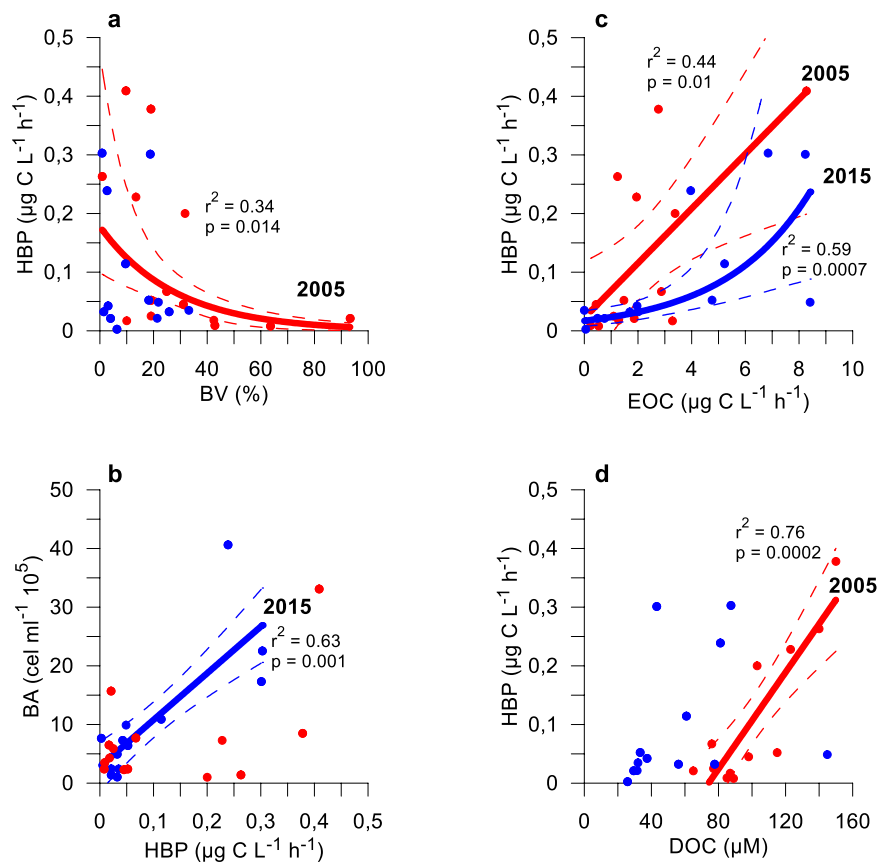 a
0,5
0,4
0,3
0,2
0,1
0
HBP (µg C L⁻¹ h⁻¹)
r² = 0.34
p = 0.014
2005
0 20 40 60 80 100
BV (%)
c
0,5
0,4
0,3
0,2
0,1
0
HBP (µg C L⁻¹ h⁻¹)
r² = 0.44
p = 0.01
2005
2015
r² = 0.59
p = 0.0007
0 2 4 6 8 10
EOC (µg C L⁻¹ h⁻¹)
b
50
40
30
20
10
0
BA (cel ml⁻¹ 10⁵)
2015
r² = 0.63
p = 0.001
0 0,1 0,2 0,3 0,4 0,5
HBP (µg C L⁻¹ h⁻¹)
d
0,5
0,4
0,3
0,2
0,1
0
HBP (µg C L⁻¹ h⁻¹)
r² = 0.76
p = 0.0002
2005
0 40 80 120 160
DOC (µM)